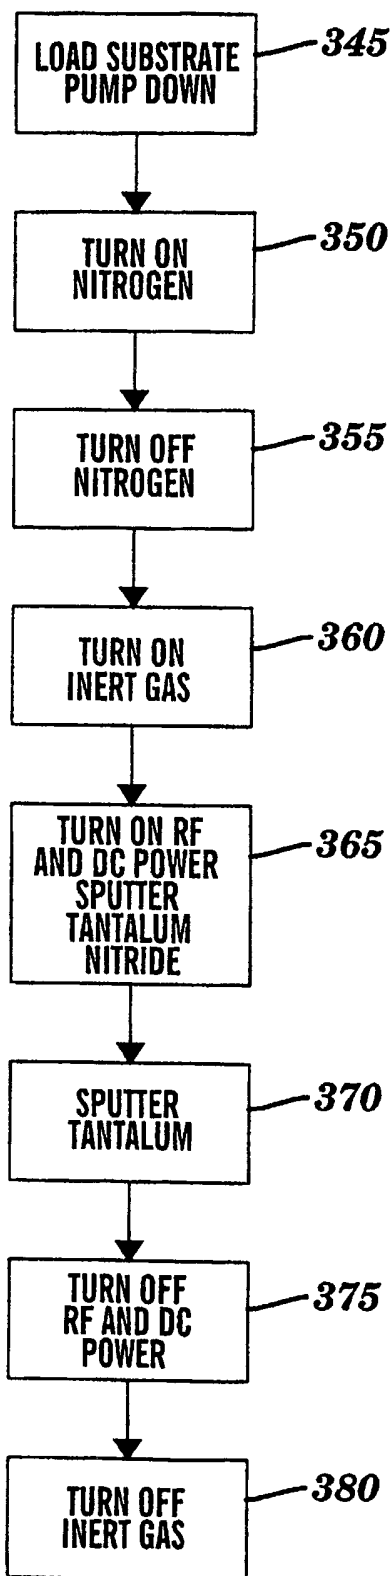 LOAD SUBSTRATE
PUMP DOWN
345
TURN ON
NITROGEN
350
TURN OFF
NITROGEN
355
TURN ON
INERT GAS
360
TURN ON RF
AND DC POWER
SPUTTER
TANTALUM
NITRIDE
365
SPUTTER
TANTALUM
370
TURN OFF
RF AND DC
POWER
375
TURN OFF
INERT GAS
380